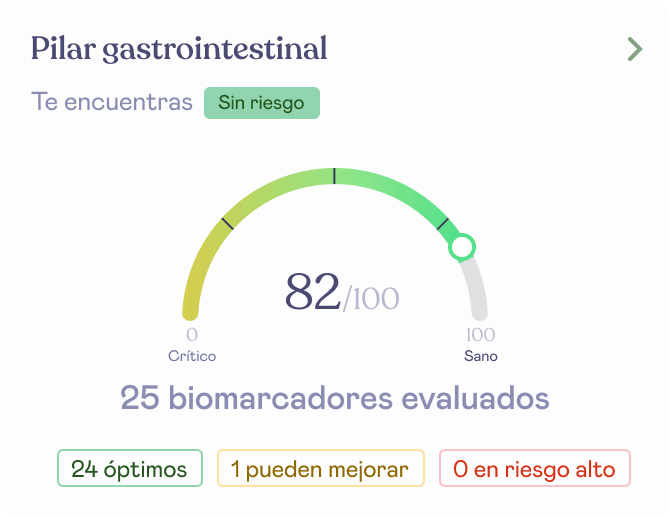 Pilar gastrointestinal
Te encuentras Sin riesgo
82/100
0 100
Crítico Sano
25 biomarcadores evaluados
24 óptimos 1 pueden mejorar 0 en riesgo alto